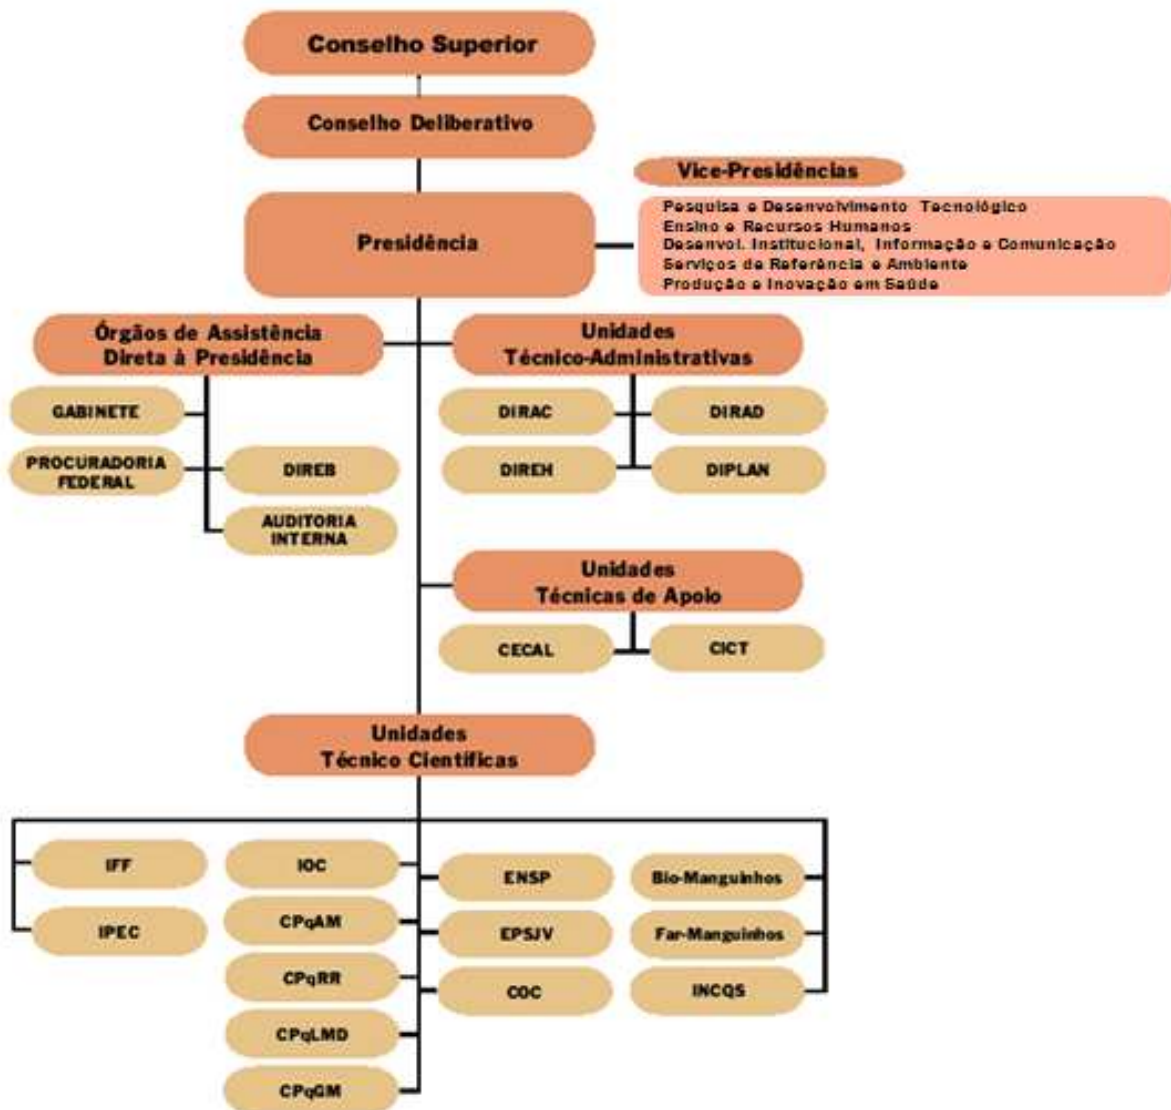 Conselho Superior
Conselho Deliberativo
Vice-Presidências
Pesquisa e Desenvolvimento Tecnológico
Ensino e Recursos Humanos
Desenvol. Institucional, Informação e Comunicação
Serviços de Referência e Ambiente
Produção e Inovação em Saúde
Presidência
Órgãos de Assistência
Direta à Presidência
Unidades
Técnico-Administrativas
GABINETE
PROCURADORIA
FEDERAL
DIREB
AUDITORIA
INTERNA
DIRAC
DIRAD
DIREH
DIPLAN
Unidades
Técnicas de Apoio
CECAL
CICT
Unidades
Técnico Científicas
IFF
IPEC
IOC
CPqAM
CPqRR
CPqLMD
CPqGM
ENSP
EPSJV
COC
Bio-Manguinhos
Far-Manguinhos
INCQS